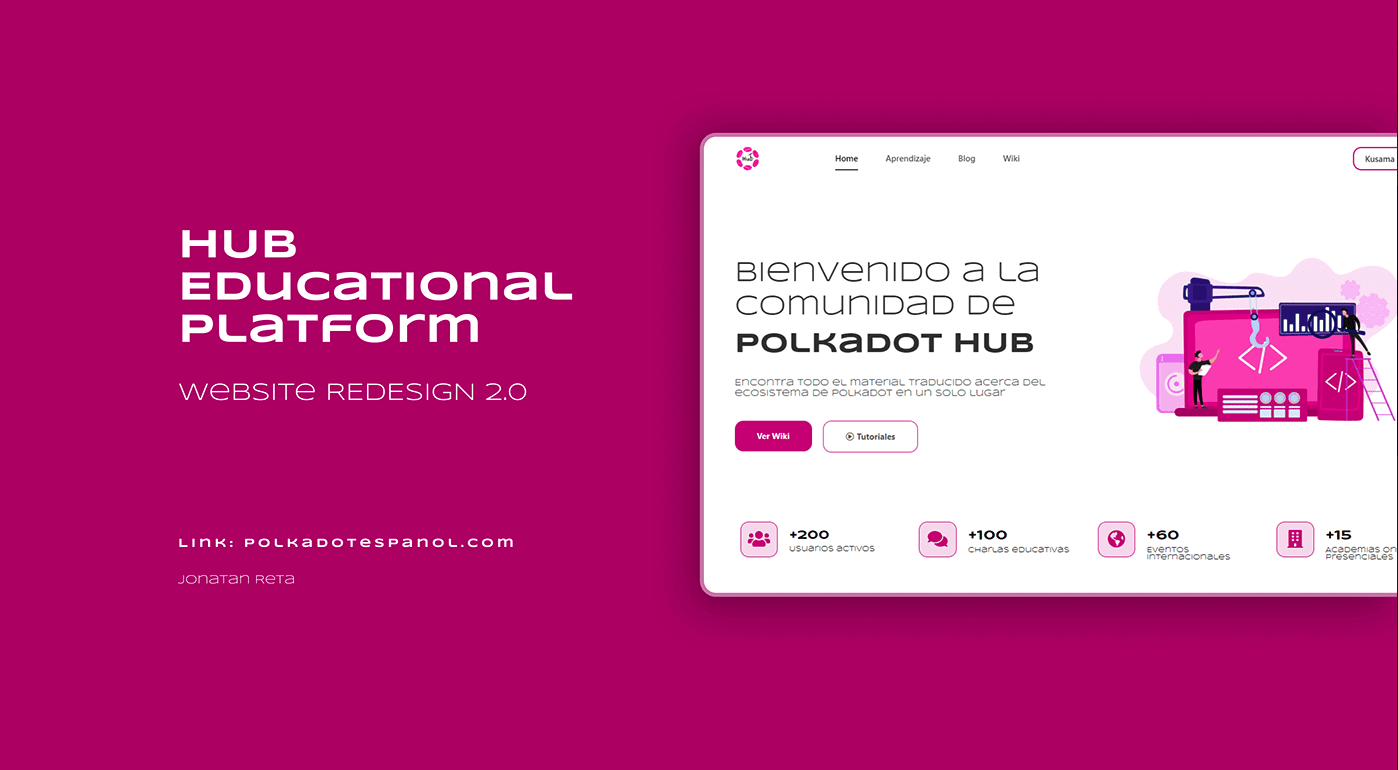 HUB
Educational
Platform
Website REDESIGN 2.0
Link: polkadotespanol.com
Jonatan Reta
Hub
Home Aprendizaje Blog Wiki Kusama
Bienvenido a la
comunidad de
POLKADOT HUB
Encontra todo el material traducido acerca del
ecosistema de Polkadot en un solo lugar
Ver Wiki Tutoriales
</>
</>
+200
Usuarios activos
+100
Charlas educativas
+60
Eventos
Internacionales
+15
Academias on
Presenciales